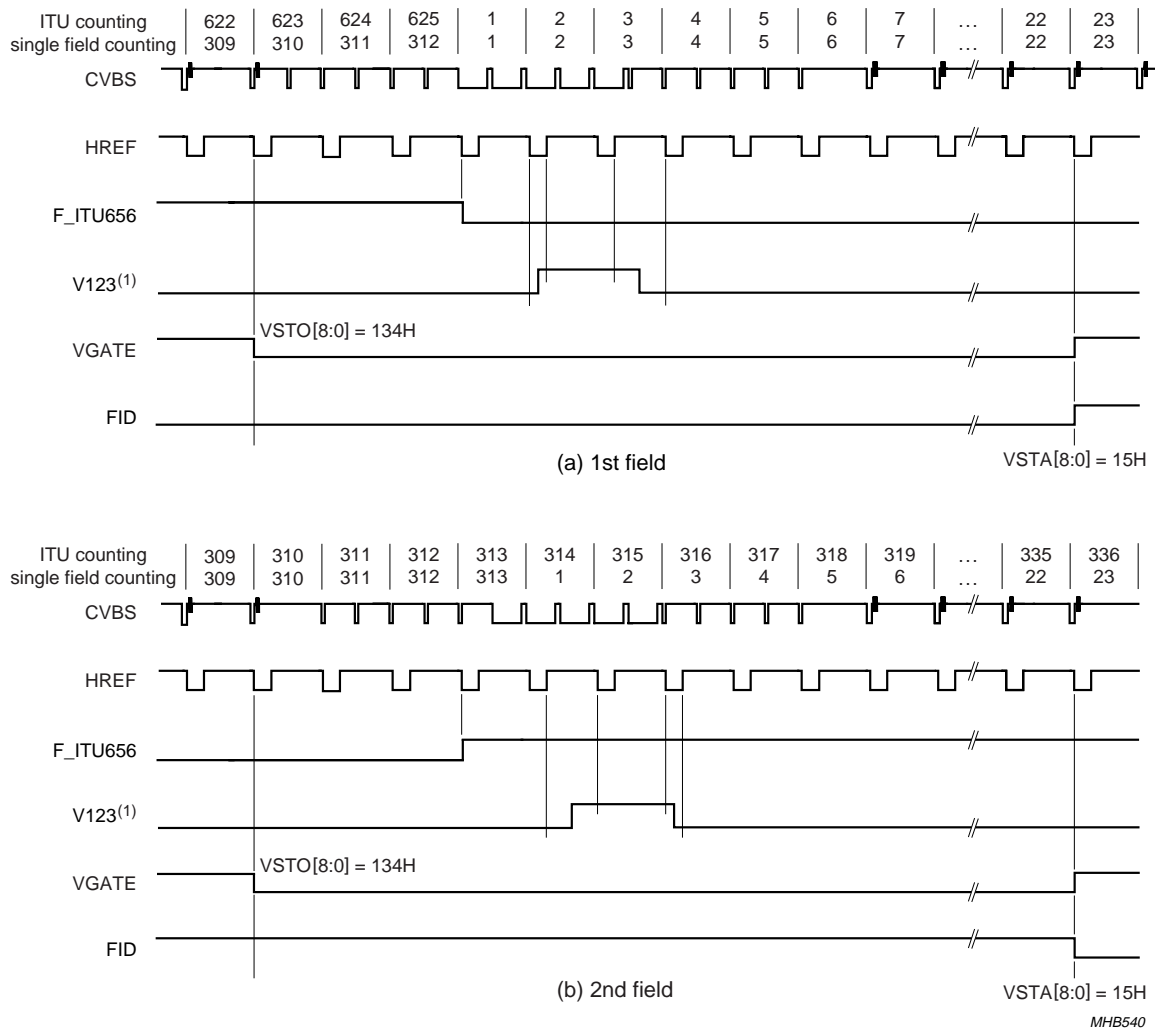 ITU counting 622 623 624 625 1 2 3 4 5 6 7 ... 22 23
single field counting 309 310 311 312 1 2 3 4 5 6 7 ... 22 23
CVBS
HREF
F_ITU656
V123(1)
VSTO[8:0] = 134H
VGATE
FID
(a) 1st field
VSTA[8:0] = 15H
ITU counting 309 310 311 312 313 314 315 316 317 318 319 ... 335 336
single field counting 309 310 311 312 313 1 2 3 4 5 6 ... 22 23
CVBS
HREF
F_ITU656
V123(1)
VSTO[8:0] = 134H
VGATE
FID
(b) 2nd field
VSTA[8:0] = 15H
MHB540